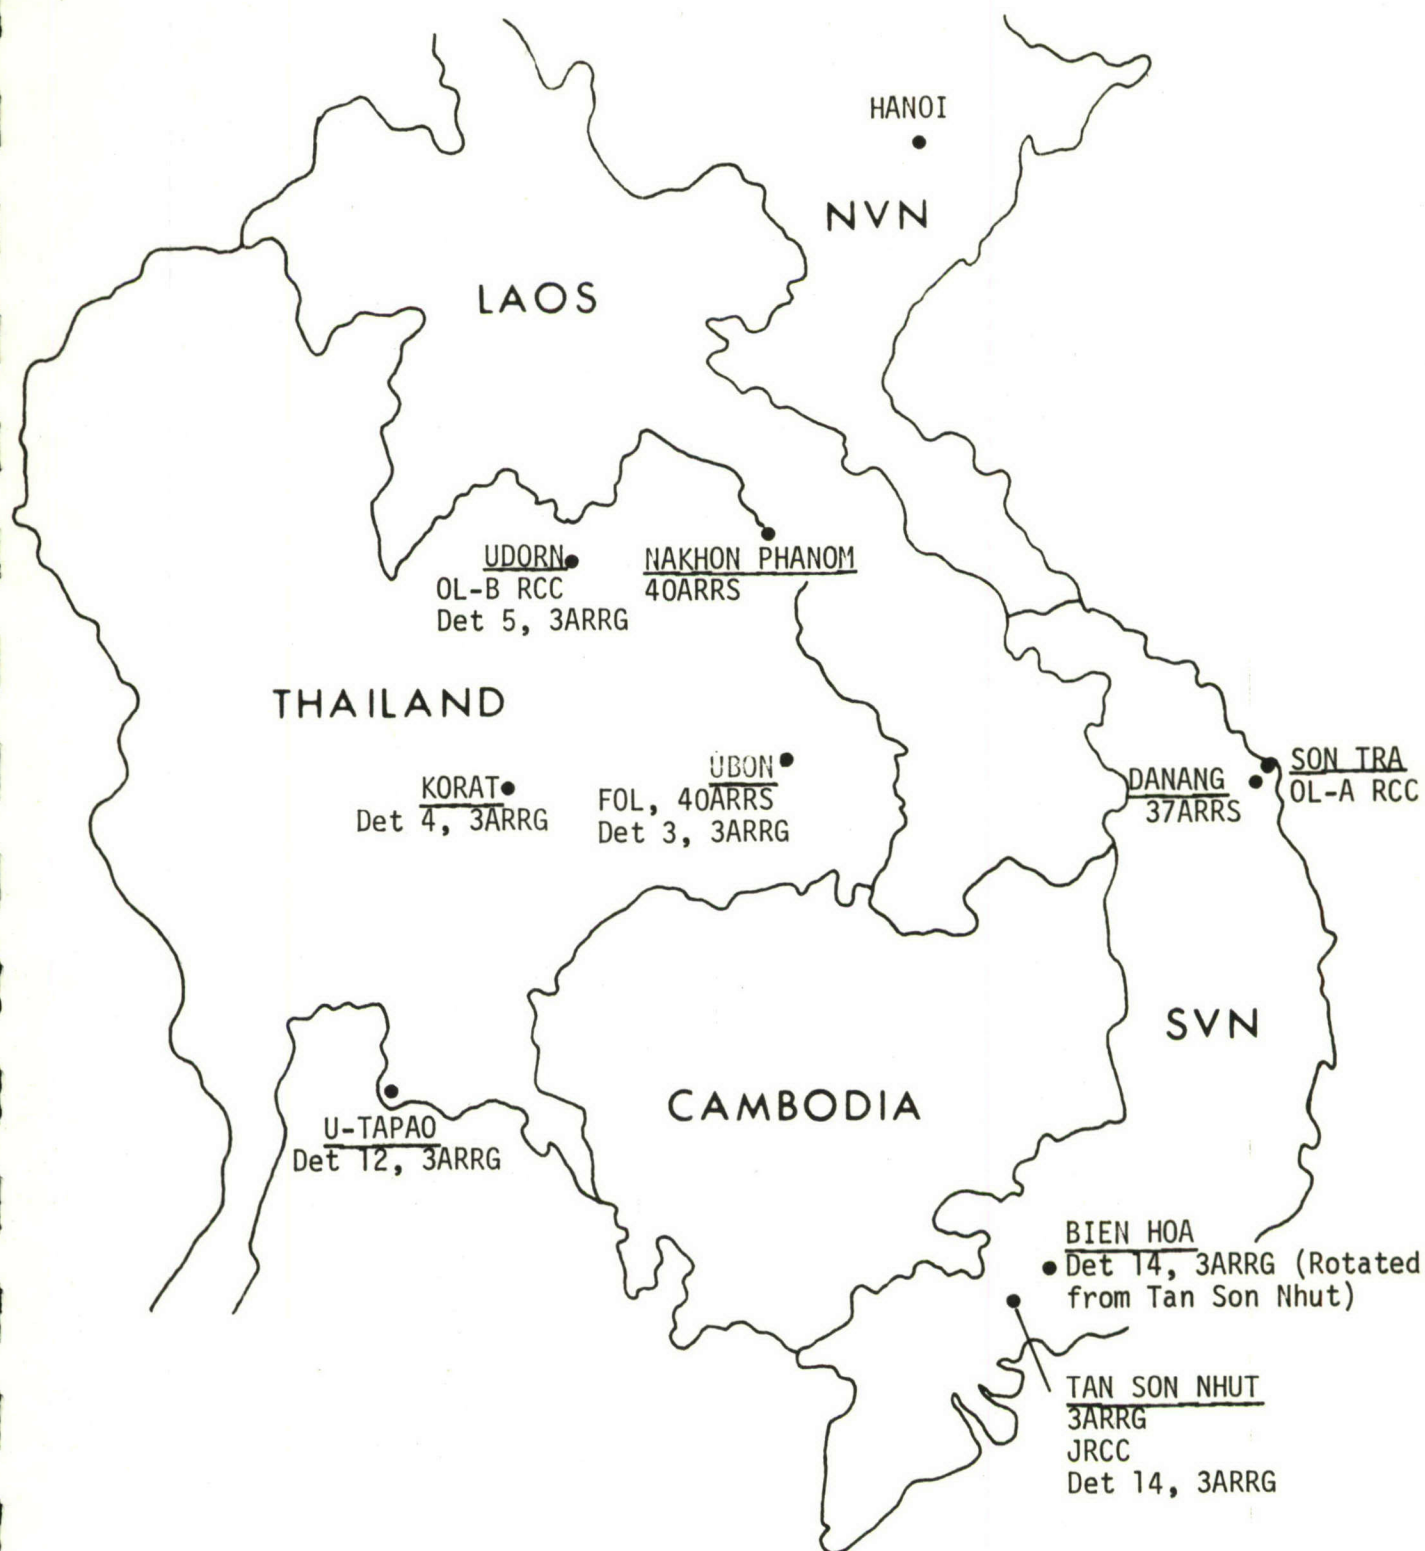 HANOI
NVN
LAOS
UDORN
OL-B RCC
Det 5, 3ARRG
NAKHON PHANOM
40ARRS
THAILAND
KORAT
Det 4, 3ARRG
UBON
FOL, 40ARRS
Det 3, 3ARRG
DANANG
37ARRS
SON TRA
OL-A RCC
SVN
CAMBODIA
U-TAPAO
Det 12, 3ARRG
BIEN HOA
Det 14, 3ARRG (Rotated
from Tan Son Nhut)
TAN SON NHUT
3ARRG
JRCC
Det 14, 3ARRG